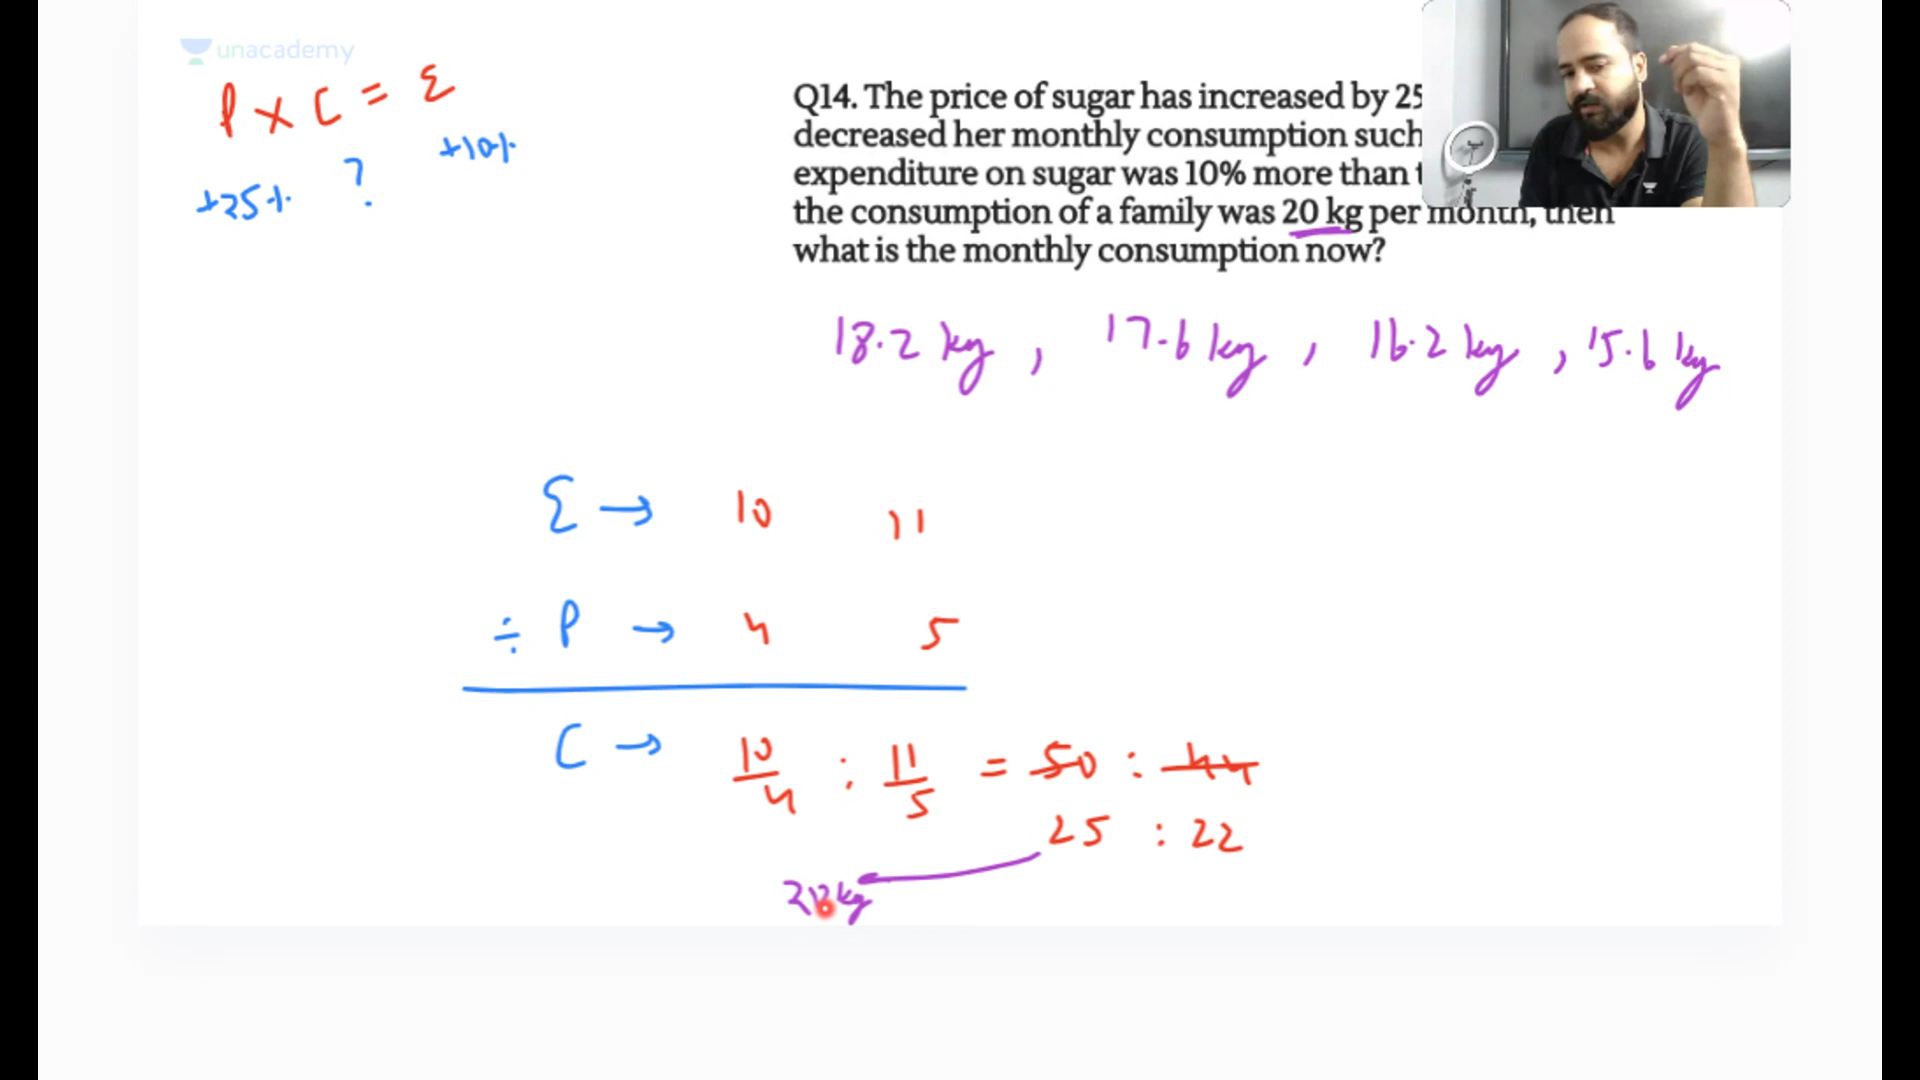 unacademy
P x C = Ɛ
+25% ? +10%
Q14. The price of sugar has increased by 25
decreased her monthly consumption such
expenditure on sugar was 10% more than t
the consumption of a family was 20 kg per month, then
what is the monthly consumption now?
18.2 kg , 17.6 kg , 16.2 kg , 15.6 kg
Ɛ → 10 11
÷ P → 4 5
C → 10/4 : 11/5 = 50 : 44
25 : 22
kg